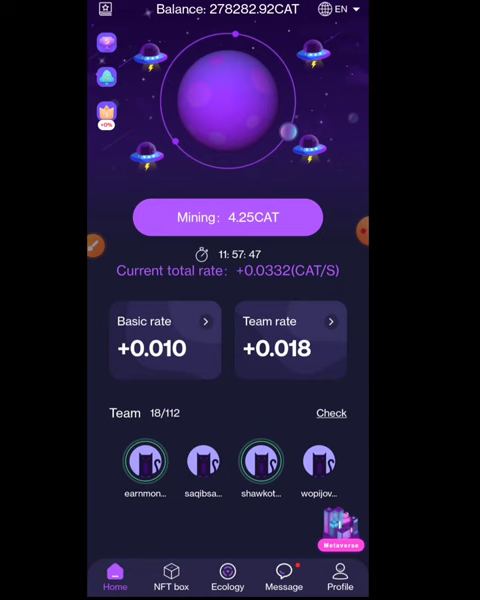 Balance: 278282.92CAT
EN
+0%
Mining: 4.25CAT
11: 57: 47
Current total rate: +0.0332(CAT/S)
Basic rate
Team rate
+0.010
+0.018
Team 18/112
Check
earnmon...
saqibsa...
shawkot...
wopijov...
Metaverse
Home
NFT box
Ecology
Message
Profile